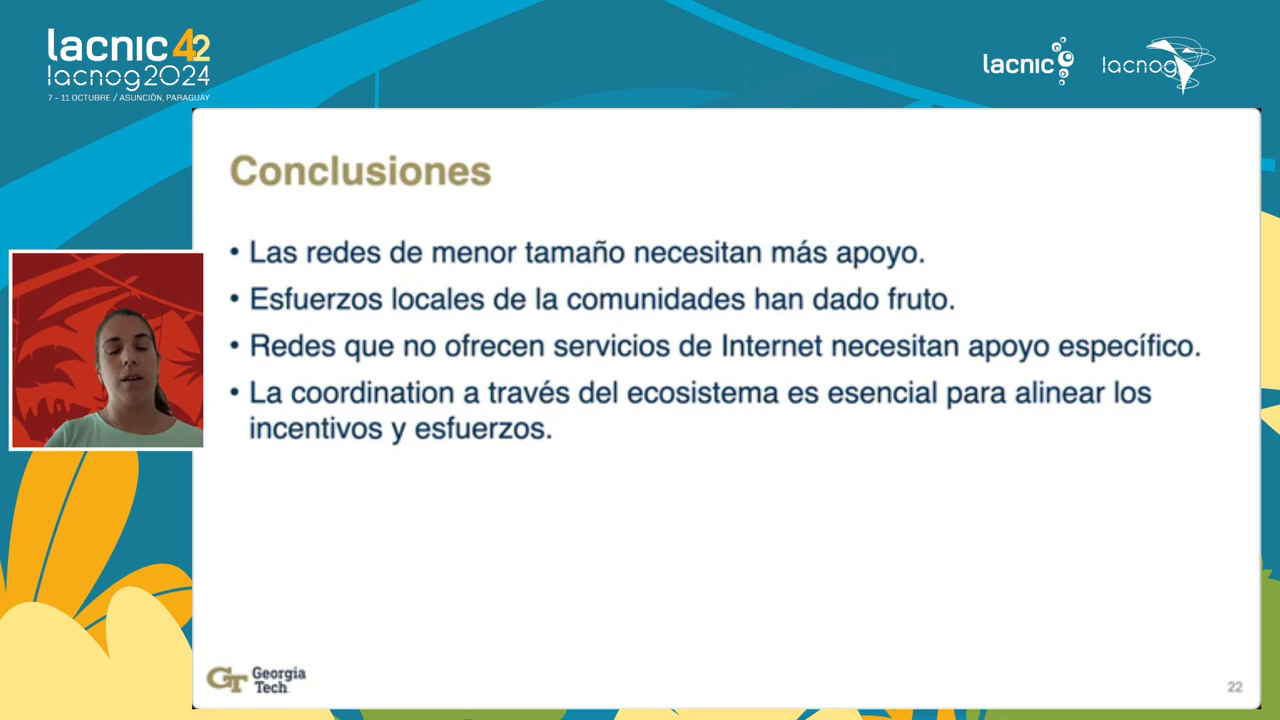 lacnic 42
lacnog2024
7 - 11 OCTUBRE / ASUNCIÓN, PARAGUAY
lacnic
lacnog
Conclusiones
• Las redes de menor tamaño necesitan más apoyo.
• Esfuerzos locales de la comunidades han dado fruto.
• Redes que no ofrecen servicios de Internet necesitan apoyo específico.
• La coordination a través del ecosistema es esencial para alinear los
incentivos y esfuerzos.
GT Georgia
Tech
22